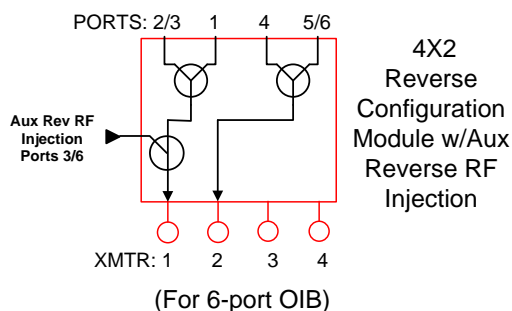 PORTS: 2/3 1 4 5/6
4X2
Reverse
Configuration
Module w/Aux
Reverse RF
Injection
Aux Rev RF
Injection
Ports 3/6
XMTR: 1 2 3 4
(For 6-port OIB)